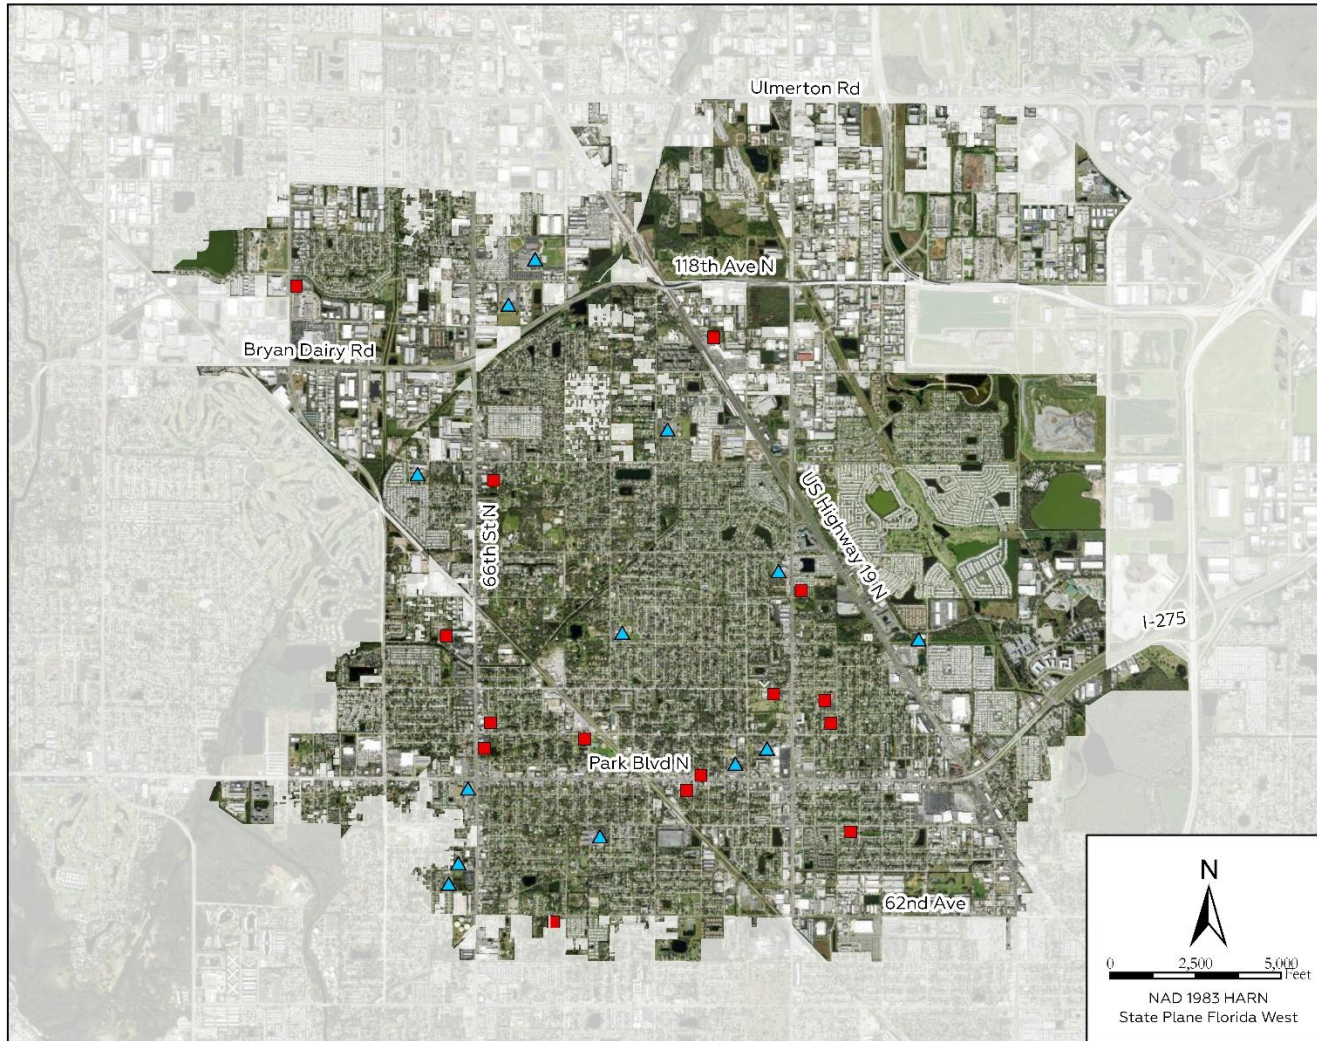 Ulmerton Rd
118th Ave N
Bryan Dairy Rd
66th St N
US Highway 19 N
I-275
Park Blvd N
62nd Ave
N
0 2,500 5,000
Feet
NAD 1983 HARN
State Plane Florida West